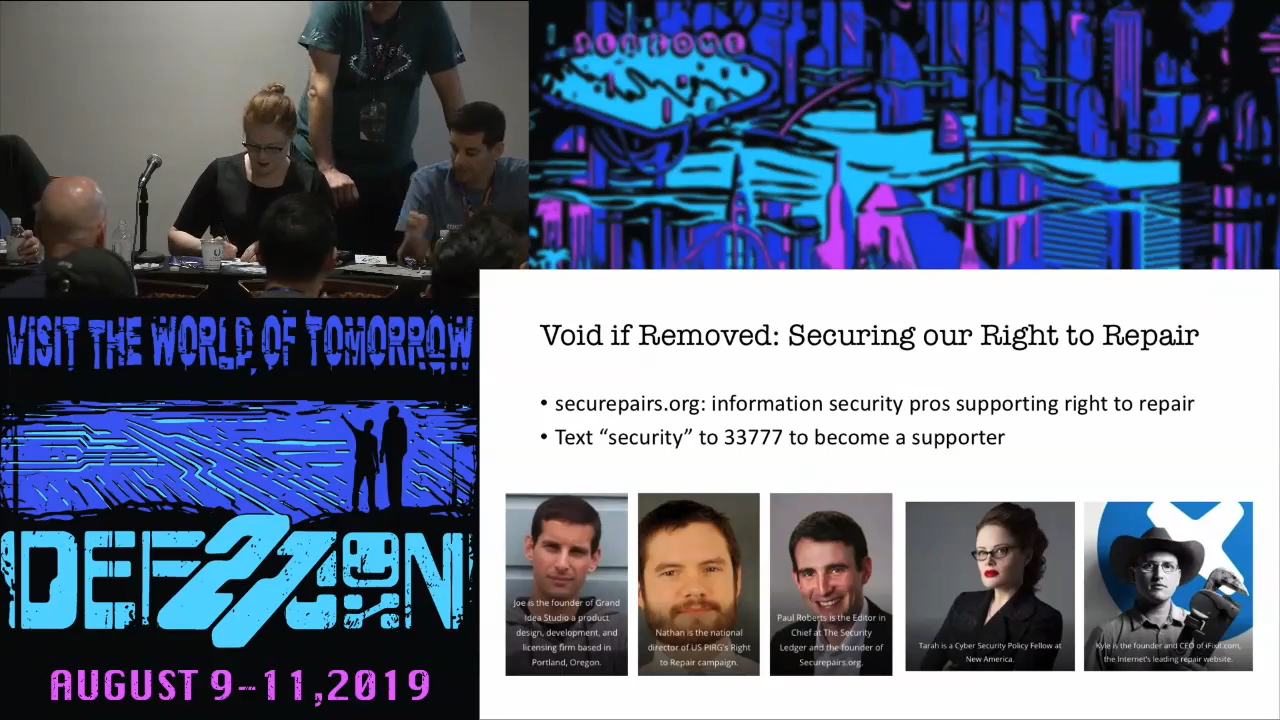 WELCOME
VISIT THE WORLD OF TOMORROW
DEFCON
27
AUGUST 9-11,2019
Void if Removed: Securing our Right to Repair
• securepairs.org: information security pros supporting right to repair
• Text “security” to 33777 to become a supporter
Joe is the founder of Grand
Idea Studio a product
design, development, and
licensing firm based in
Portland, Oregon.
Nathan is the national
director of US PIRG's Right
to Repair campaign.
Paul Roberts is the Editor in
Chief at The Security
Ledger and the founder of
Securepairs.org.
Tarah is a Cyber Security Policy Fellow at
New America.
Kyle is the founder and CEO of iFixit.com,
the Internet's leading repair website.